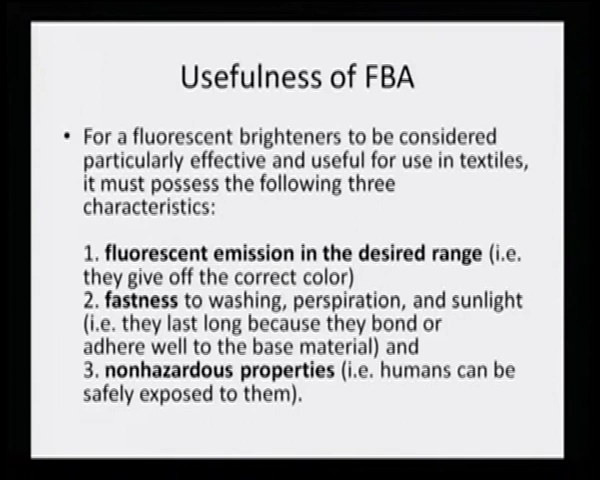 Usefulness of FBA
• For a fluorescent brighteners to be considered
particularly effective and useful for use in textiles,
it must possess the following three
characteristics:
1. fluorescent emission in the desired range (i.e.
they give off the correct color)
2. fastness to washing, perspiration, and sunlight
(i.e. they last long because they bond or
adhere well to the base material) and
3. nonhazardous properties (i.e. humans can be
safely exposed to them).